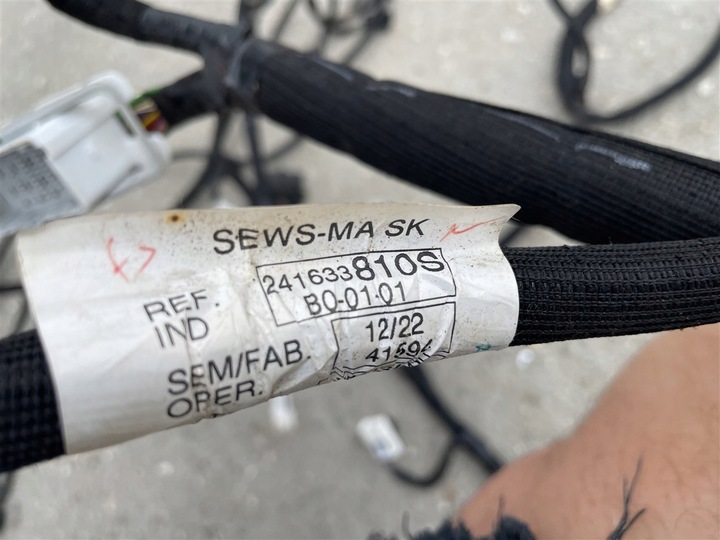 SEWS-MA SK
REF. 241633810S
IND B0-01-01
SEM/FAB. 12/22
OPER.